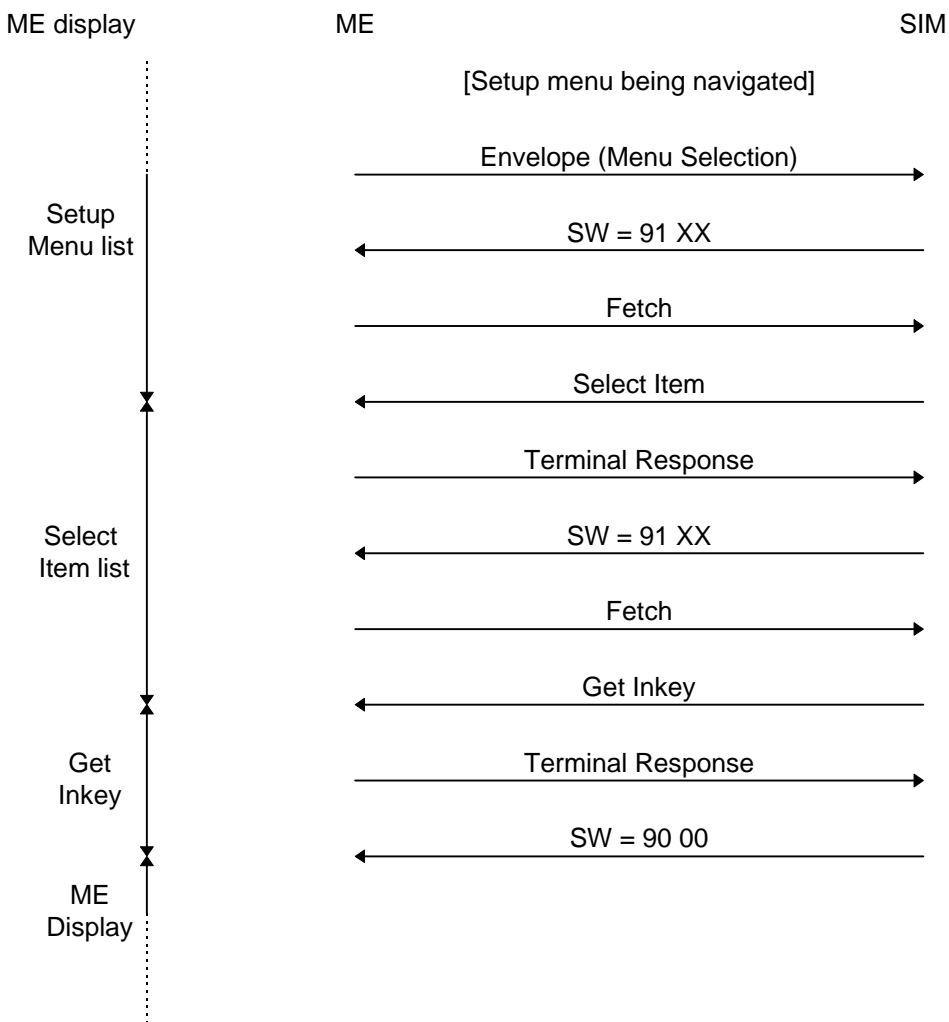 ME display ME SIM
[Setup menu being navigated]
Envelope (Menu Selection)
Setup
Menu list
SW = 91 XX
Fetch
Select Item
Terminal Response
Select
Item list
SW = 91 XX
Fetch
Get Inkey
Get
Inkey
Terminal Response
SW = 90 00
ME
Display